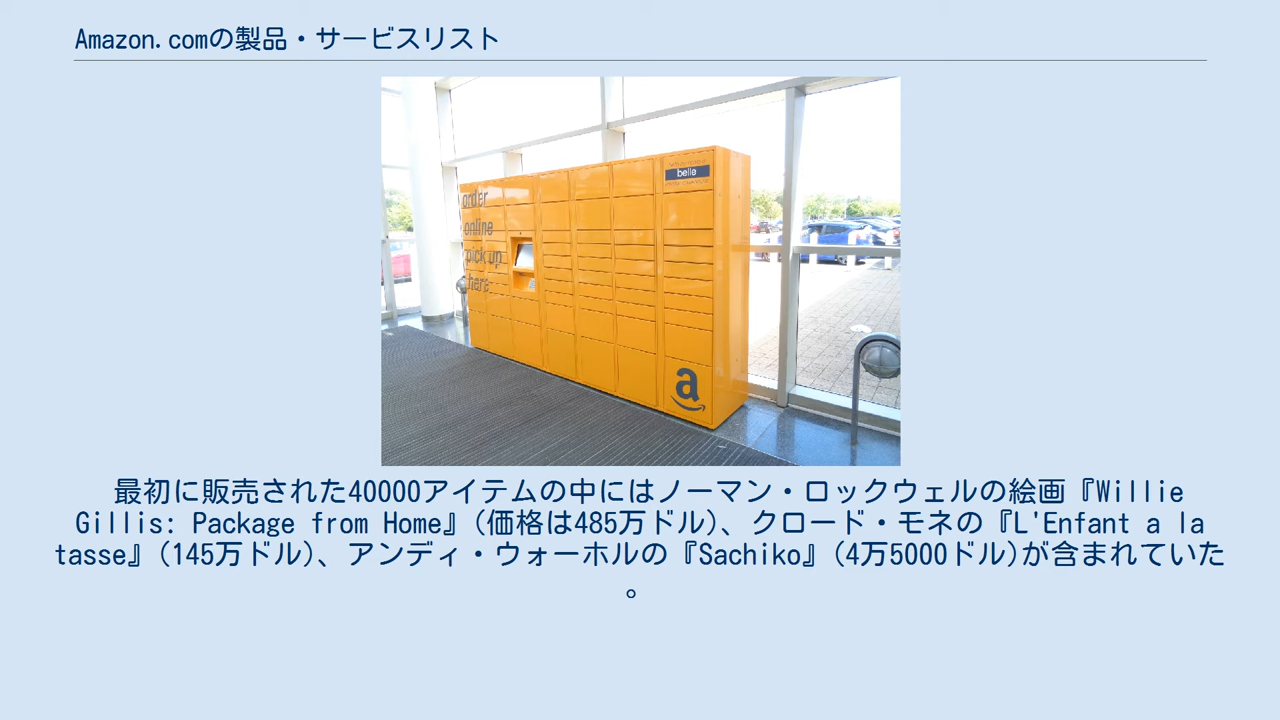 Amazon.comの製品・サービスリスト
belle
order
online
pick up
here
a
最初に販売された40000アイテムの中にはノーマン・ロックウェルの絵画『Willie
Gillis: Package from Home』(価格は485万ドル)、クロード・モネの『L'Enfant a la
tasse』(145万ドル)、アンディ・ウォーホルの『Sachiko』(4万5000ドル)が含まれていた
。